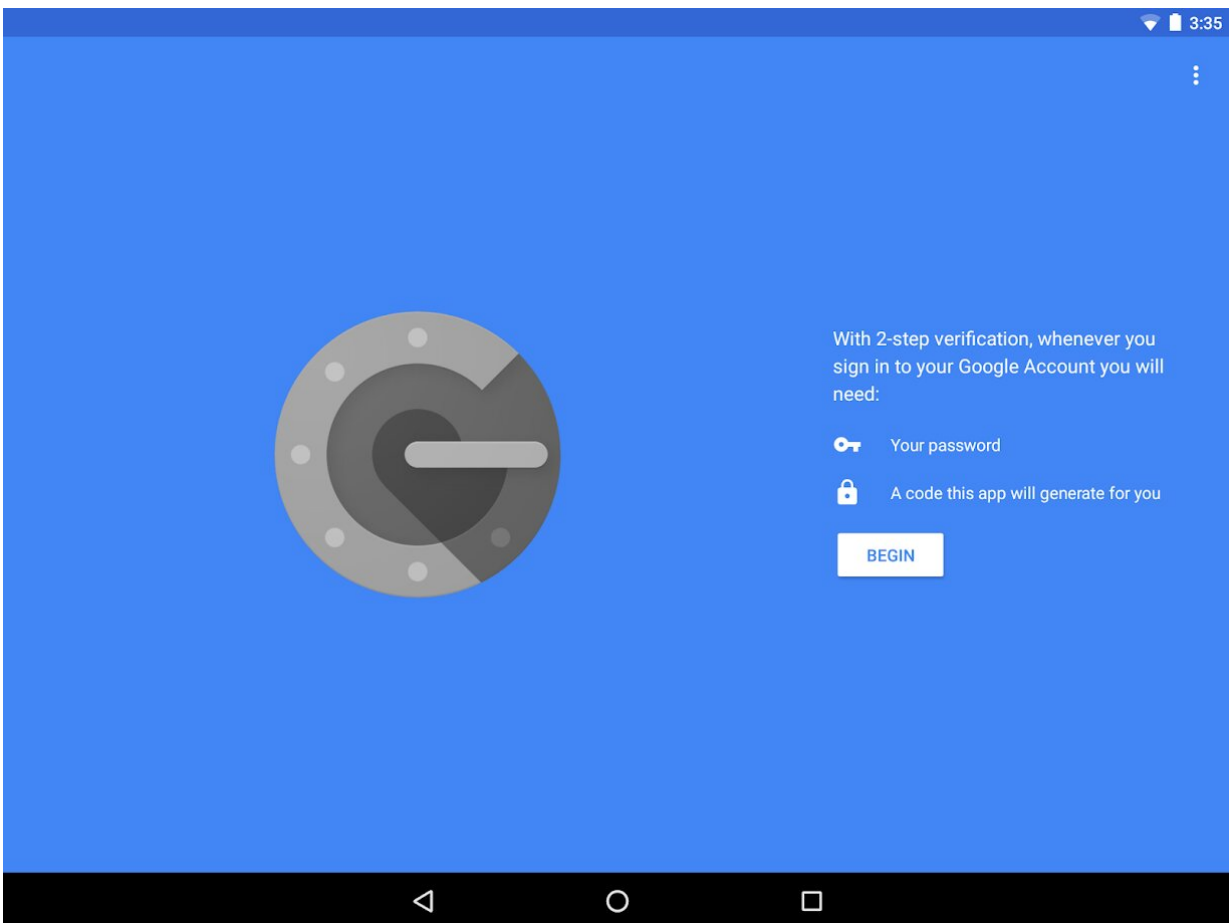 3:35
With 2-step verification, whenever you
sign in to your Google Account you will
need:
Your password
A code this app will generate for you
BEGIN